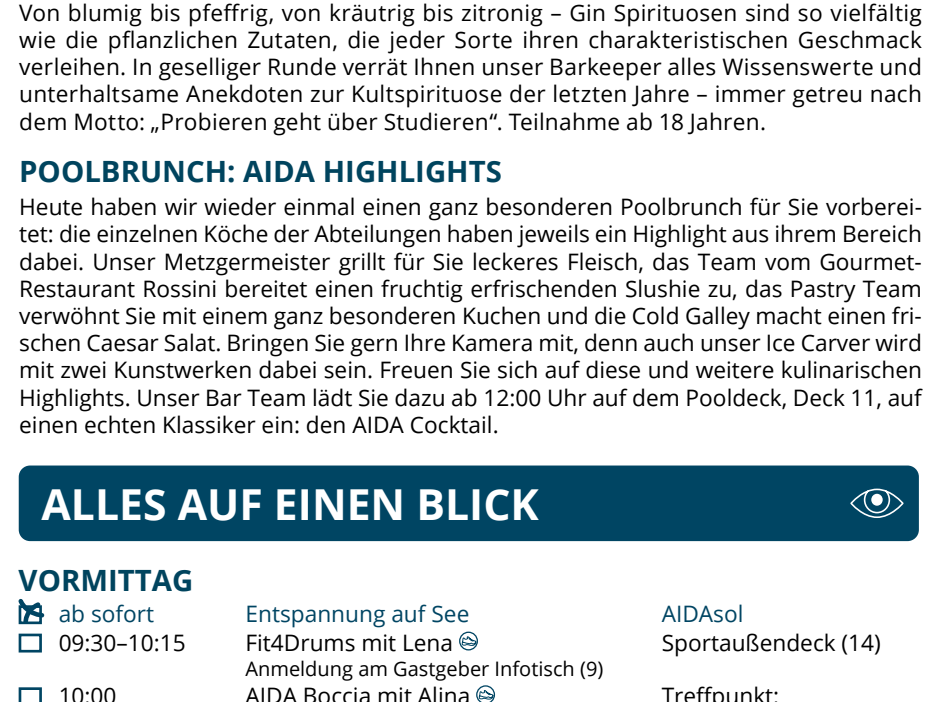 Von blumig bis pfeffrig, von kräutrig bis zitronig – Gin Spirituosen sind so vielfältig
wie die pflanzlichen Zutaten, die jeder Sorte ihren charakteristischen Geschmack
verleihen. In geselliger Runde verrät Ihnen unser Barkeeper alles Wissenswerte und
unterhaltsame Anekdoten zur Kultspirituose der letzten Jahre – immer getreu nach
dem Motto: „Probieren geht über Studieren“. Teilnahme ab 18 Jahren.
POOLBRUNCH: AIDA HIGHLIGHTS
Heute haben wir wieder einmal einen ganz besonderen Poolbrunch für Sie vorberei-
tet: die einzelnen Köche der Abteilungen haben jeweils ein Highlight aus ihrem Bereich
dabei. Unser Metzgermeister grillt für Sie leckeres Fleisch, das Team vom Gourmet-
Restaurant Rossini bereitet einen fruchtig erfrischenden Slushie zu, das Pastry Team
verwöhnt Sie mit einem ganz besonderen Kuchen und die Cold Galley macht einen fri-
schen Caesar Salat. Bringen Sie gern Ihre Kamera mit, denn auch unser Ice Carver wird
mit zwei Kunstwerken dabei sein. Freuen Sie sich auf diese und weitere kulinarischen
Highlights. Unser Bar Team lädt Sie dazu ab 12:00 Uhr auf dem Pooldeck, Deck 11, auf
einen echten Klassiker ein: den AIDA Cocktail.
ALLES AUF EINEN BLICK
VORMITTAG
ab sofort Entspannung auf See AIDAsol
09:30–10:15 Fit4Drums mit Lena Sportaußendeck (14)
Anmeldung am Gastgeber Infotisch (9)
10:00 AIDA Boccia mit Alina Treffpunkt: